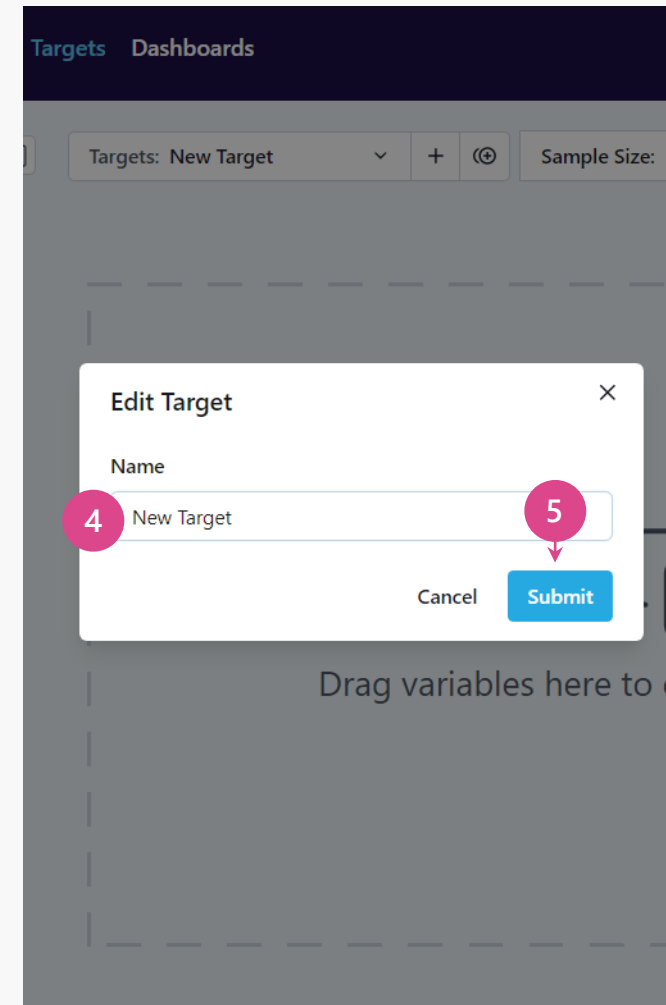 Targets Dashboards
Targets: New Target
Sample Size:
Edit Target
Name
4
New Target
5
Cancel
Submit
Drag variables here to